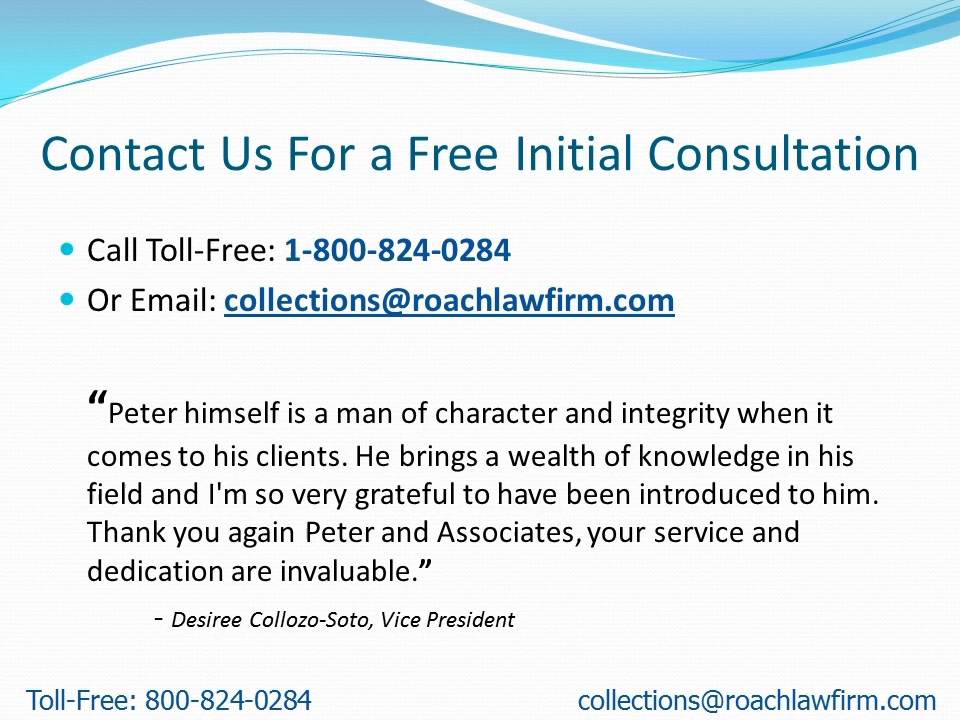 Contact Us For a Free Initial Consultation
• Call Toll-Free: 1-800-824-0284
• Or Email: collections@roachlawfirm.com
“Peter himself is a man of character and integrity when it
comes to his clients. He brings a wealth of knowledge in his
field and I'm so very grateful to have been introduced to him.
Thank you again Peter and Associates, your service and
dedication are invaluable.”
- Desiree Collozo-Soto, Vice President
Toll-Free: 800-824-0284 collections@roachlawfirm.com